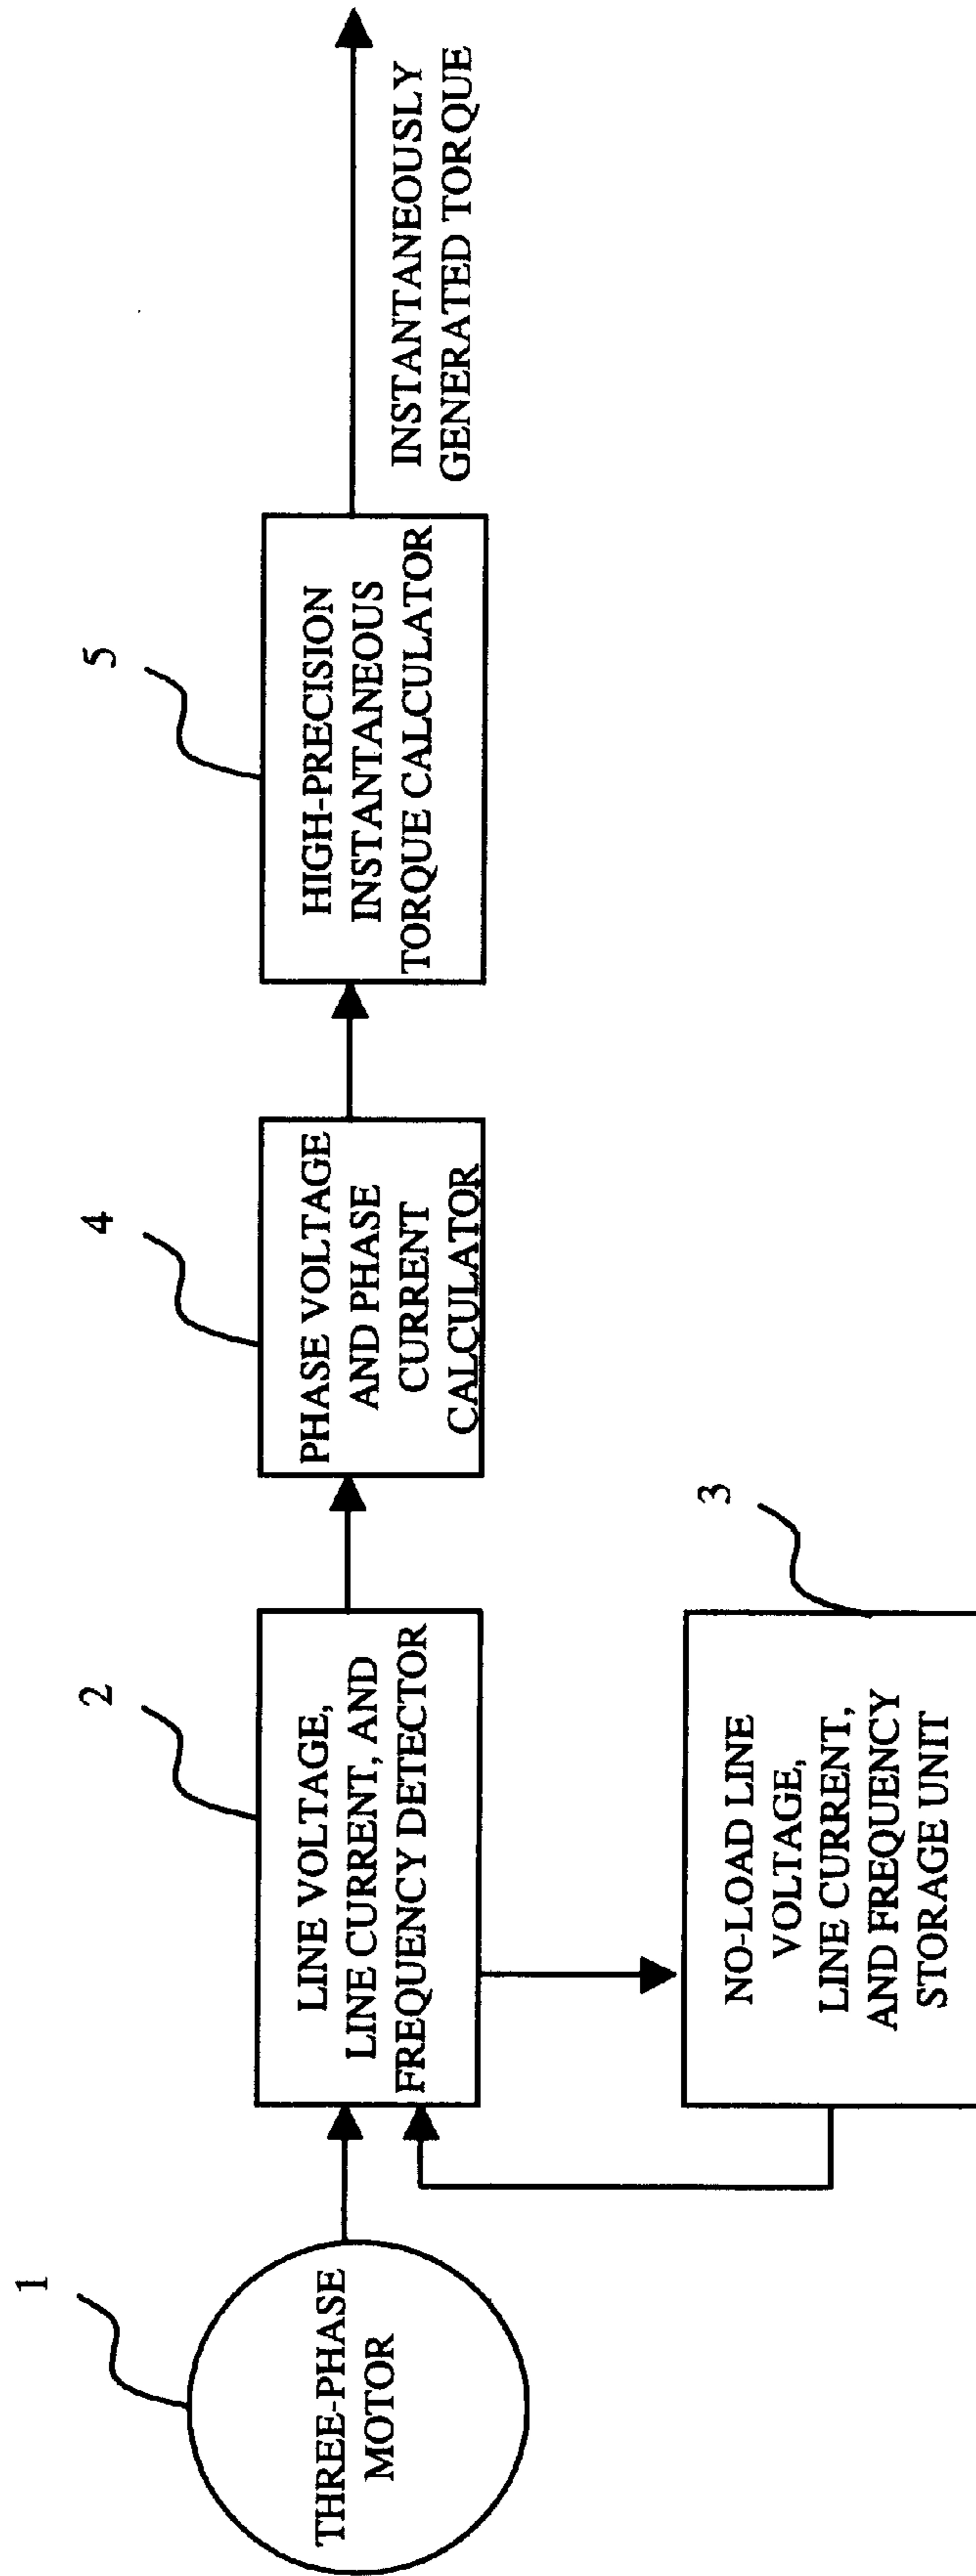 1
THREE-PHASE
MOTOR
2
LINE VOLTAGE,
LINE CURRENT, AND
FREQUENCY DETECTOR
3
NO-LOAD LINE
VOLTAGE,
LINE CURRENT,
AND FREQUENCY
STORAGE UNIT
4
PHASE VOLTAGE
AND PHASE
CURRENT
CALCULATOR
5
HIGH-PRECISION
INSTANTANEOUS
TORQUE CALCULATOR
INSTANTANEOUSLY
GENERATED TORQUE